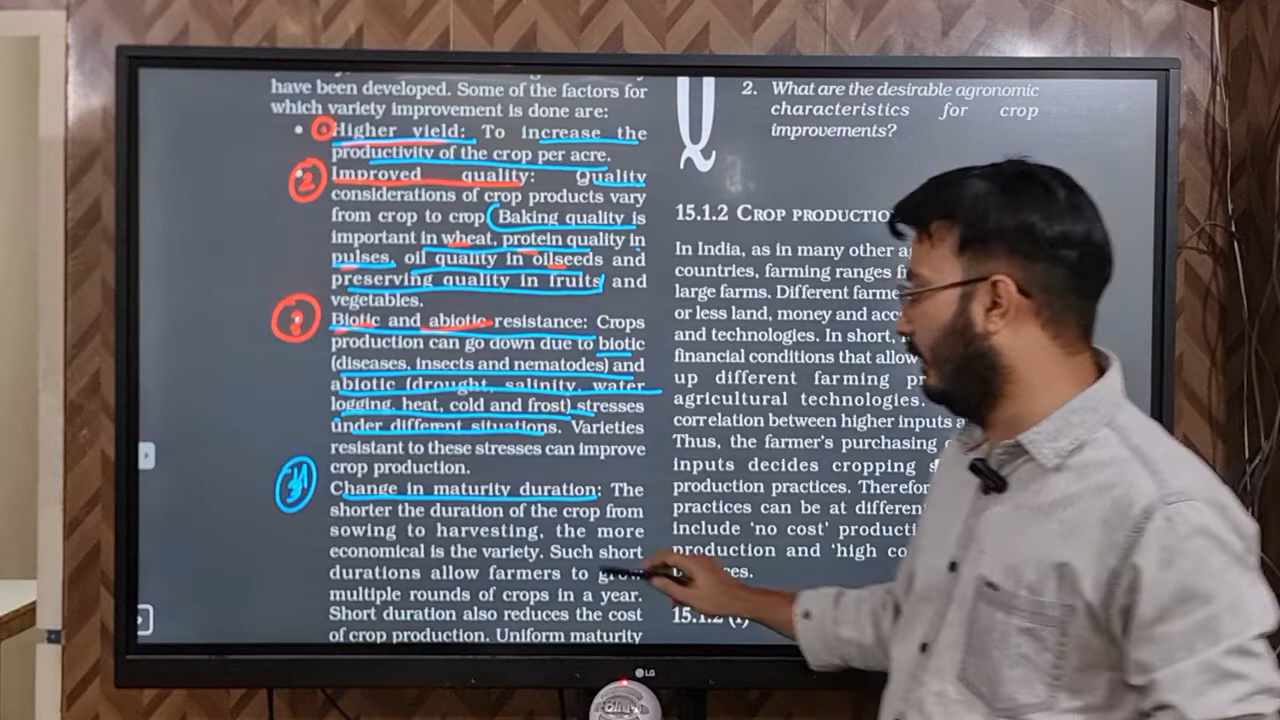 have been developed. Some of the factors for
which variety improvement is done are:
• Higher yield: To increase the
productivity of the crop per acre.
2 Improved quality: Quality
considerations of crop products vary
from crop to crop (Baking quality is
important in wheat, protein quality in
pulses, oil quality in oilseeds and
preserving quality in fruits and
vegetables.
Biotic and abiotic resistance: Crops
production can go down due to biotic
(diseases, insects and nematodes) and
abiotic (drought, salinity, water
logging, heat, cold and frost) stresses
under different situations. Varieties
resistant to these stresses can improve
crop production.
Change in maturity duration: The
shorter the duration of the crop from
sowing to harvesting, the more
economical is the variety. Such short
durations allow farmers to grow
multiple rounds of crops in a year.
Short duration also reduces the cost
of crop production. Uniform maturity
Q
2. What are the desirable agronomic
characteristics for crop
improvements?
15.1.2 CROP PRODUCTIO
In India, as in many other a
countries, farming ranges f
large farms. Different farme
or less land, money and acc
and technologies. In short,
financial conditions that allow
up different farming pr
agricultural technologies.
correlation between higher inputs a
Thus, the farmer's purchasing
inputs decides cropping s
production practices. Therefor
practices can be at differen
include 'no cost' producti
production and 'high co
ces.
15.1.2 (i)
LG